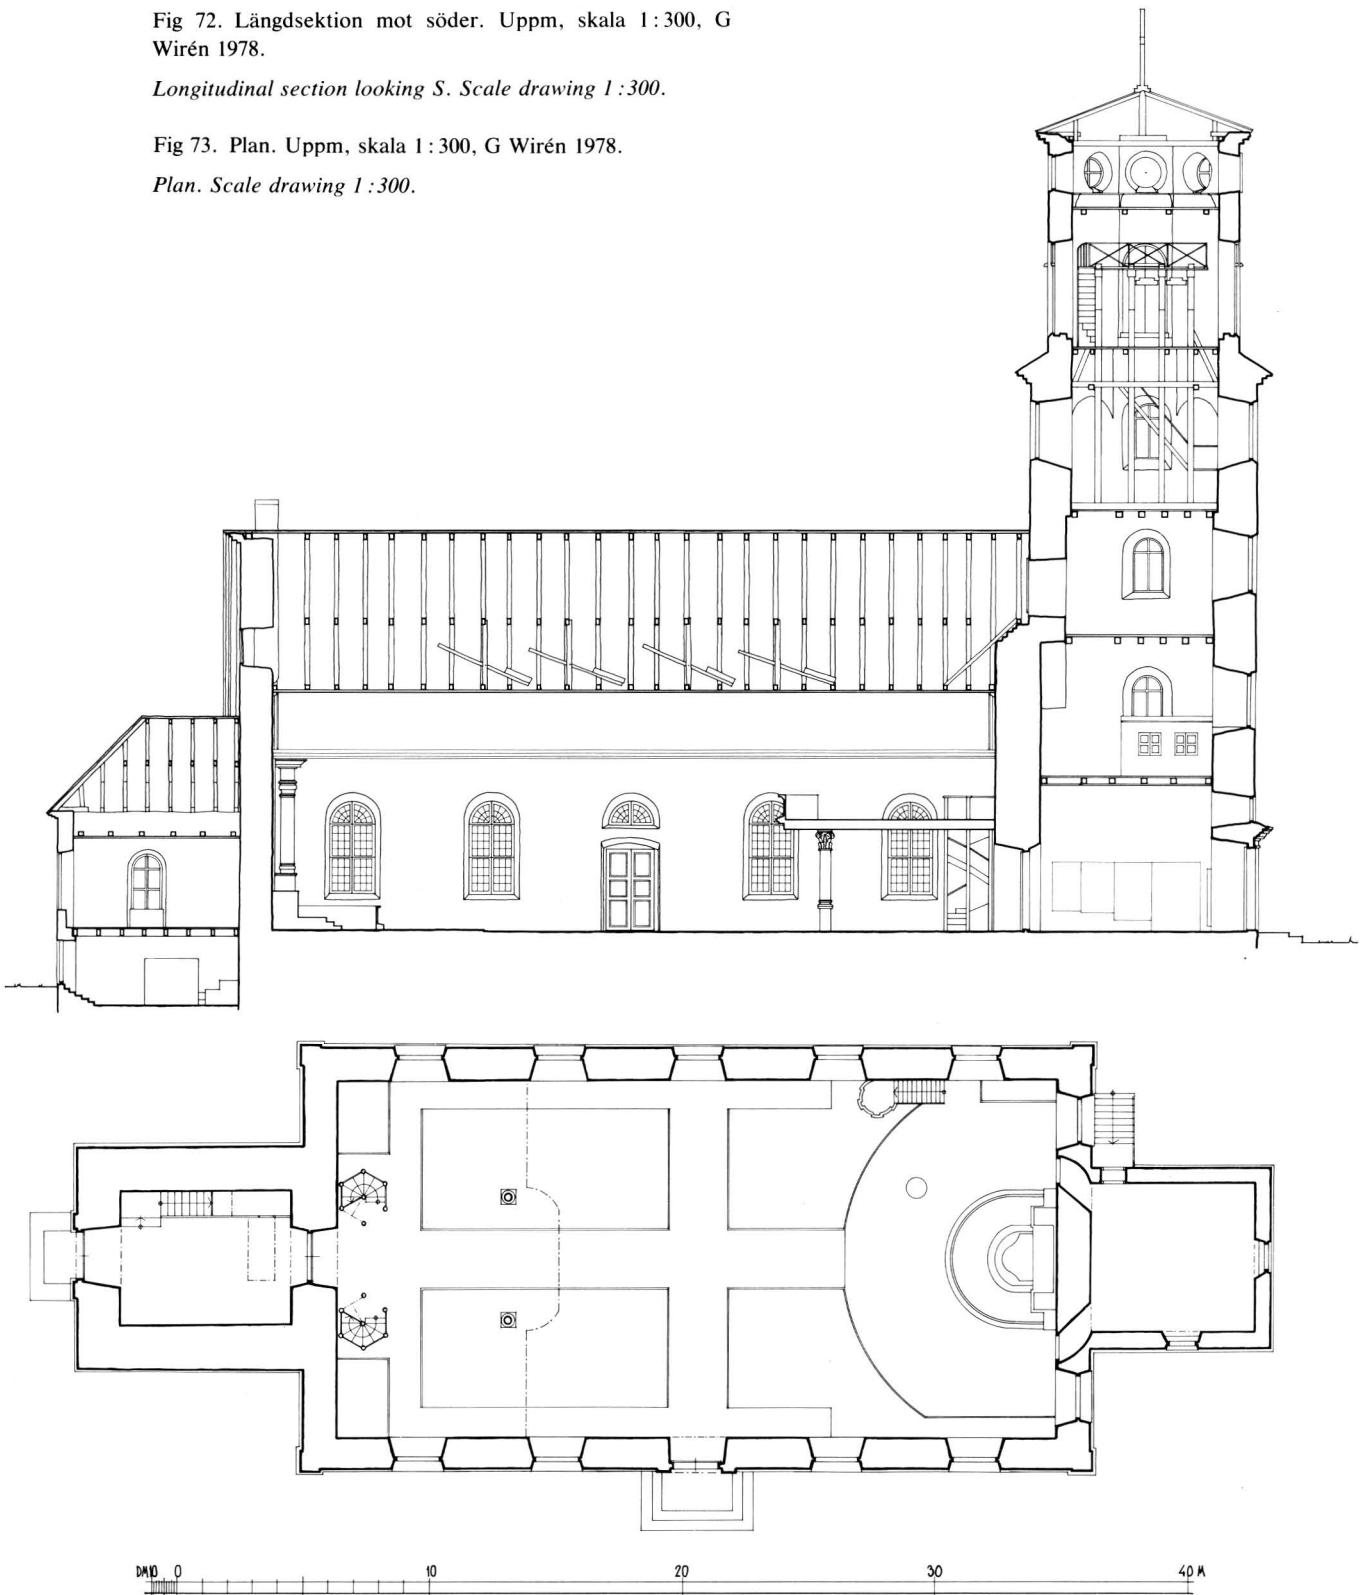 Fig 72. Längdsektion mot söder. Uppm, skala 1:300, G
Wirén 1978.
Longitudinal section looking S. Scale drawing 1:300.
Fig 73. Plan. Uppm, skala 1:300, G Wirén 1978.
Plan. Scale drawing 1:300.
DM10 0 10 20 30 40 M